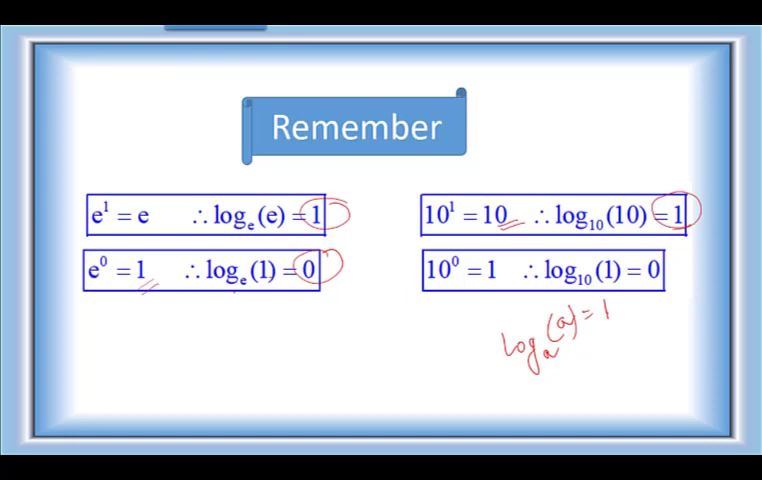 Remember
e¹ = e ∴ logₑ(e) = 1
10¹ = 10 ∴ log₁₀(10) = 1
e⁰ = 1 ∴ logₑ(1) = 0
10⁰ = 1 ∴ log₁₀(1) = 0
logₐ(a) = 1